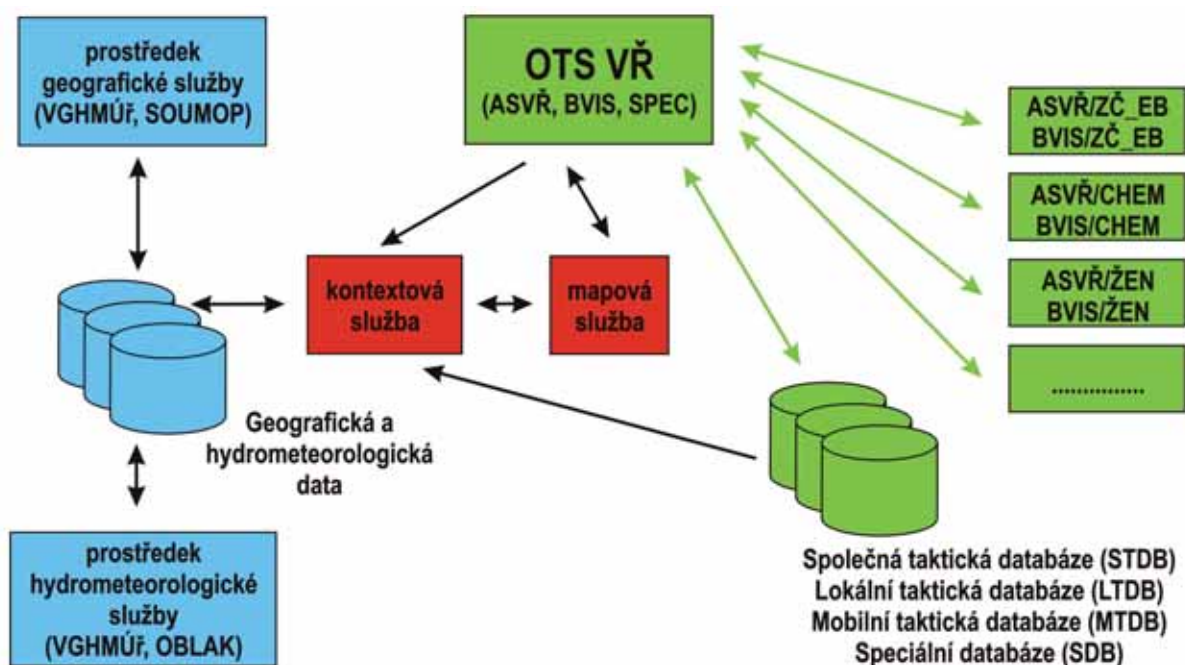 prostředek
geografické služby
(VGHMÚř, SOUMOP)
OTS VŘ
(ASVŘ, BVIS, SPEC)
ASVŘ/ZČ_EB
BVIS/ZČ_EB
ASVŘ/CHEM
BVIS/CHEM
ASVŘ/ŽEN
BVIS/ŽEN
...............
kontextová
služba
mapová
služba
Geografická a
hydrometeorologická
data
prostředek
hydrometeorologické
služby
(VGHMÚř, OBLAK)
Společná taktická databáze (STDB)
Lokální taktická databáze (LTDB)
Mobilní taktická databáze (MTDB)
Speciální databáze (SDB)